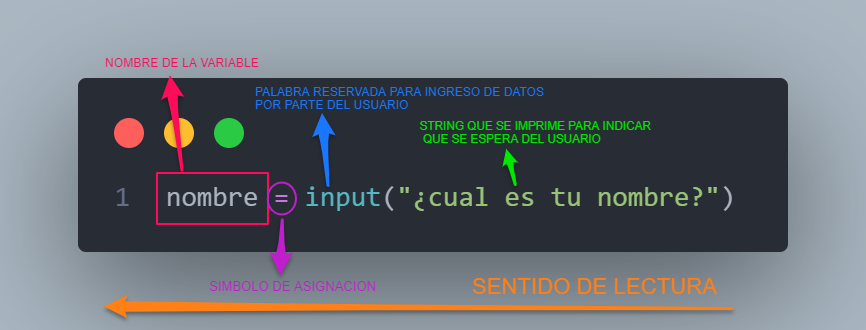 NOMBRE DE LA VARIABLE
PALABRA RESERVADA PARA INGRESO DE DATOS
POR PARTE DEL USUARIO
STRING QUE SE IMPRIME PARA INDICAR
QUE SE ESPERA DEL USUARIO
1 nombre = input("¿cual es tu nombre?")
SIMBOLO DE ASIGNACION
SENTIDO DE LECTURA